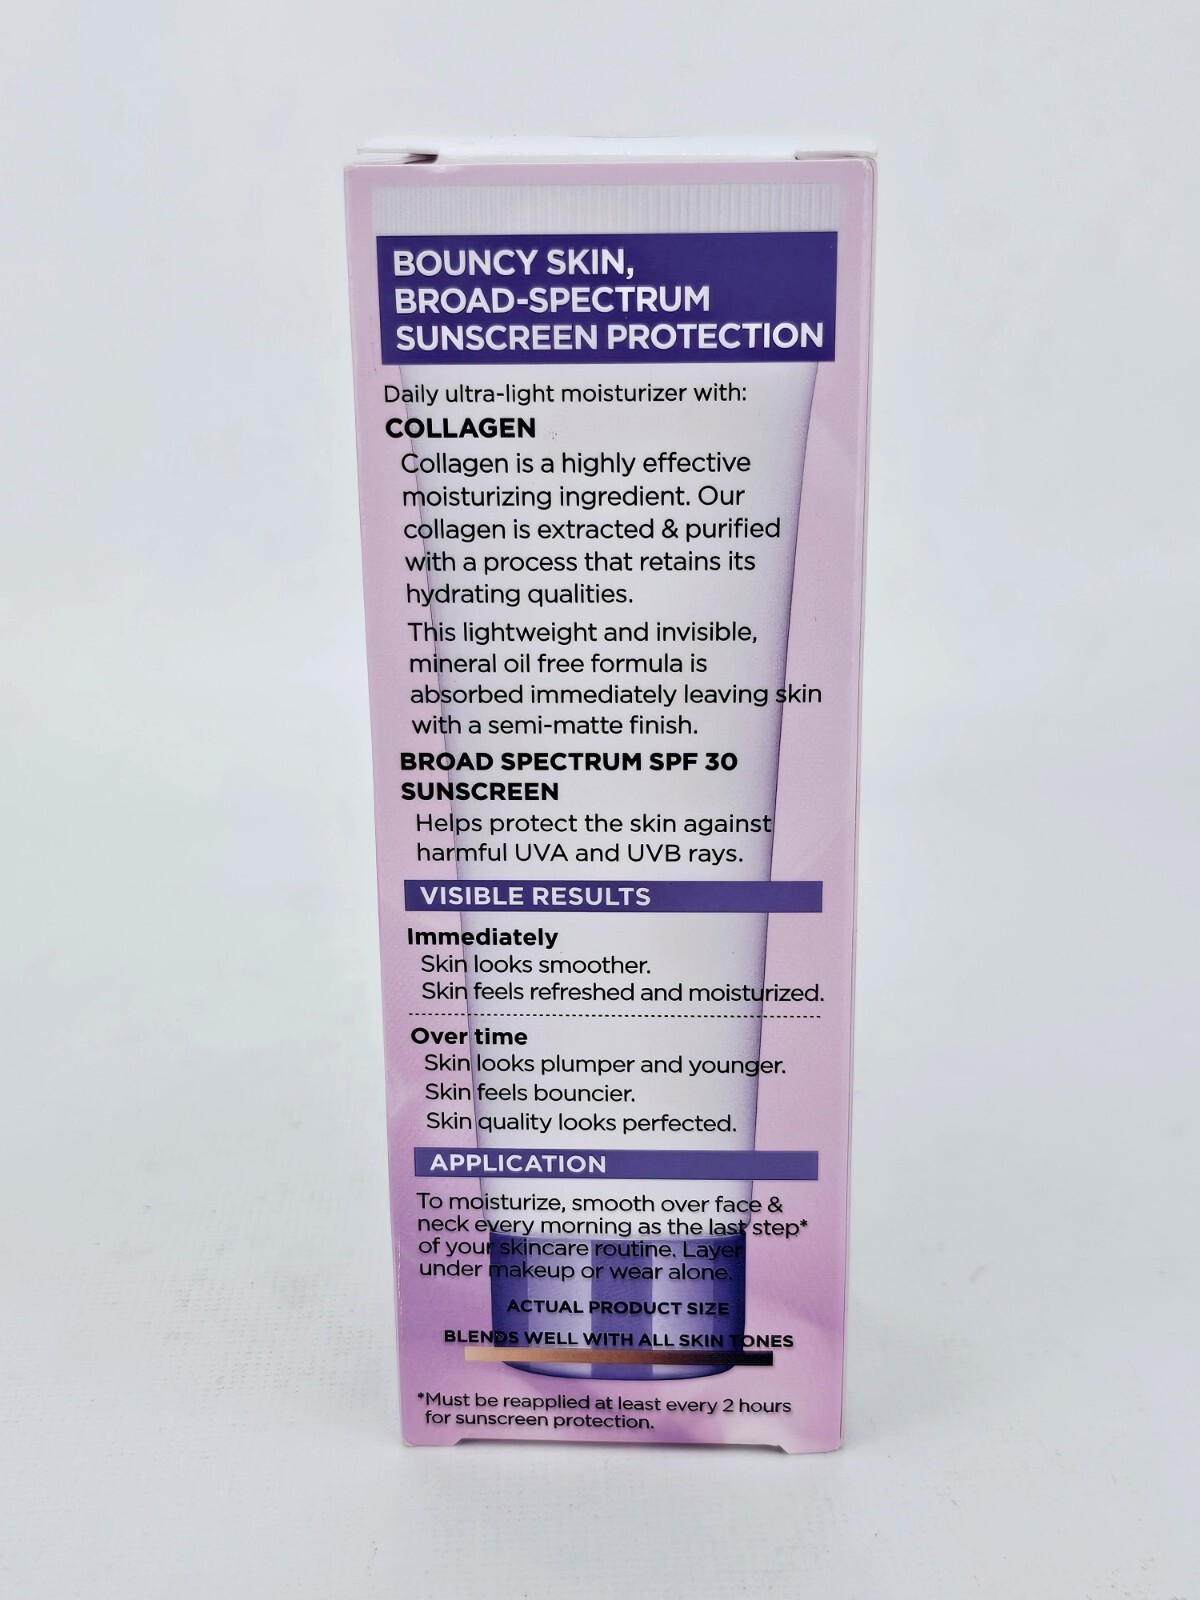 BOUNCY SKIN,
BROAD-SPECTRUM
SUNSCREEN PROTECTION
Daily ultra-light moisturizer with:
COLLAGEN
Collagen is a highly effective
moisturizing ingredient. Our
collagen is extracted & purified
with a process that retains its
hydrating qualities.
This lightweight and invisible,
mineral oil free formula is
absorbed immediately leaving skin
with a semi-matte finish.
BROAD SPECTRUM SPF 30
SUNSCREEN
Helps protect the skin against
harmful UVA and UVB rays.
VISIBLE RESULTS
Immediately
Skin looks smoother.
Skin feels refreshed and moisturized.
Over time
Skin looks plumper and younger.
Skin feels bouncier.
Skin quality looks perfected.
APPLICATION
To moisturize, smooth over face &
neck every morning as the last step*
of your skincare routine. Layer
under makeup or wear alone.
ACTUAL PRODUCT SIZE
BLENDS WELL WITH ALL SKIN TONES
*Must be reapplied at least every 2 hours
for sunscreen protection.